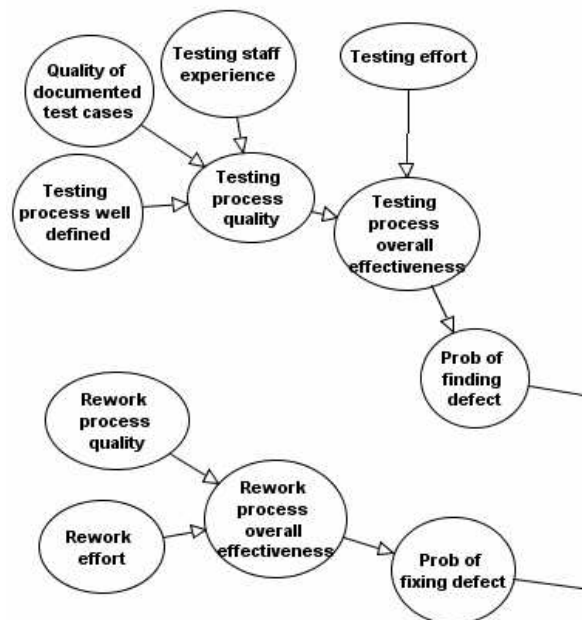 Quality of
documented
test cases
Testing staff
experience
Testing effort
Testing
process well
defined
Testing
process
quality
Testing
process
overall
effectiveness
Prob of
finding
defect
Rework
process
quality
Rework
effort
Rework
process
overall
effectiveness
Prob of
fixing defect